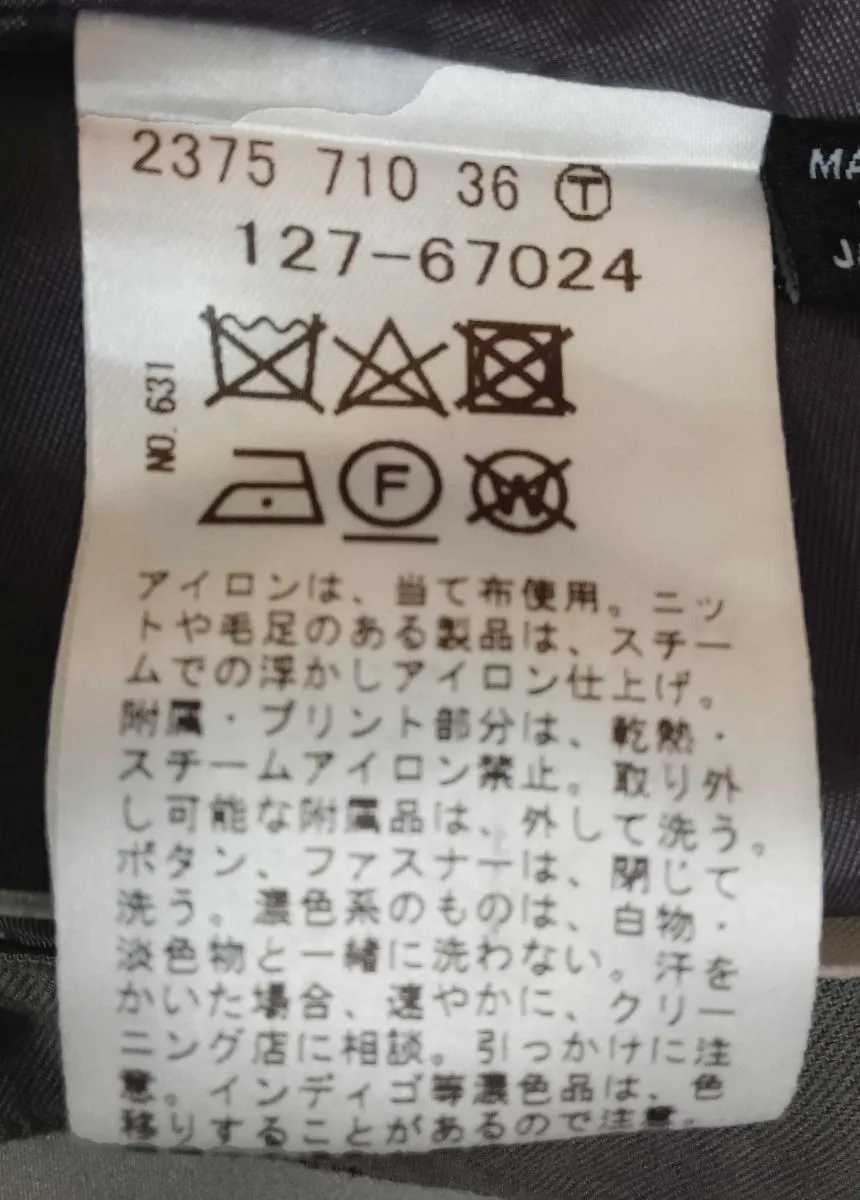 2375 710 36 Ⓣ
127-67024
NO. 631
F
W
アイロンは、当て布使用。ニッ
トや毛足のある製品は、スチー
ムでの浮かしアイロン仕上げ。
附属・プリント部分は、乾熱・
スチームアイロン禁止。取り外
し可能な附属品は、外して洗う。
ボタン、ファスナーは、閉じて
洗う。濃色系のものは、白物・
淡色物と一緒に洗わない。汗を
かいた場合、速やかに、クリー
ニング店に相談。引っかけに注
意。インディゴ等濃色品は、色
移りすることがあるので注意。
MA